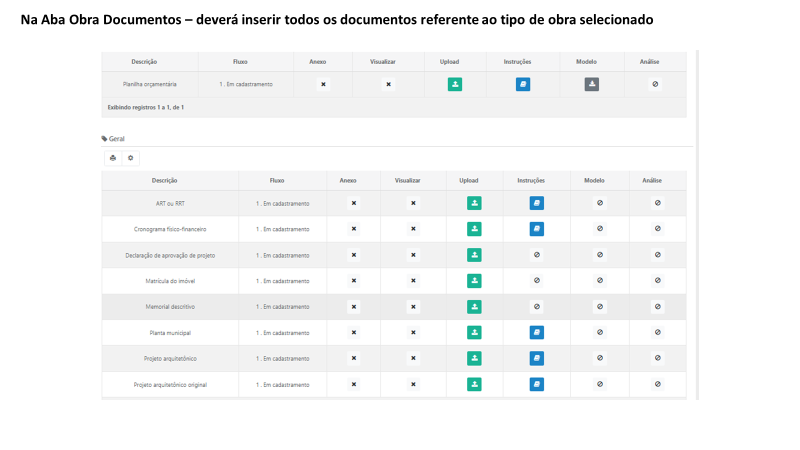 Na Aba Obra Documentos – deverá inserir todos os documentos referente ao tipo de obra selecionado
Descrição Fluxo Anexo Visualizar Upload Instruções Modelo Análise
Planilha orçamentária 1 . Em cadastramento
Exibindo registros 1 a 1, de 1
Geral
Descrição Fluxo Anexo Visualizar Upload Instruções Modelo Análise
ART ou RRT 1 . Em cadastramento
Cronograma físico-financeiro 1 . Em cadastramento
Declaração de aprovação de projeto 1 . Em cadastramento
Matrícula do imóvel 1 . Em cadastramento
Memorial descritivo 1 . Em cadastramento
Planta municipal 1 . Em cadastramento
Projeto arquitetônico 1 . Em cadastramento
Projeto arquitetônico original 1 . Em cadastramento